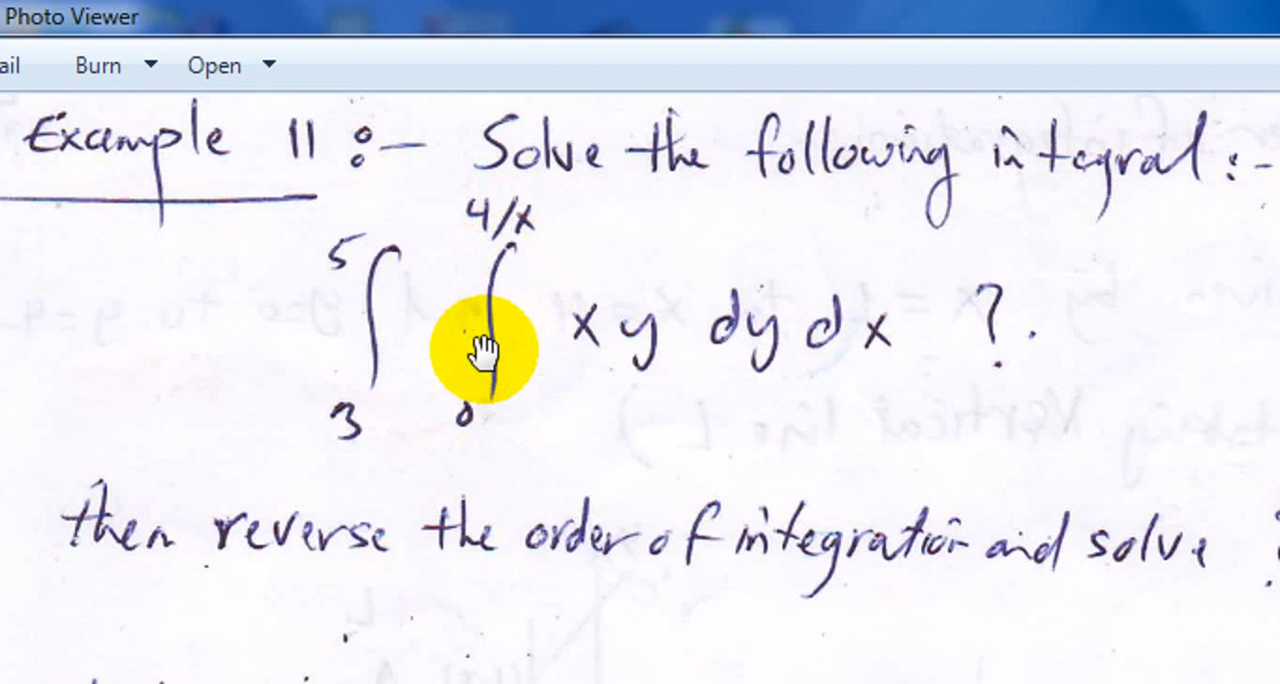 Photo Viewer
ail Burn Open
Example 11 :- Solve the following integral :-
5 4/x
∫ ∫ xy dy dx ?.
3 0
then reverse the order of integration and solve